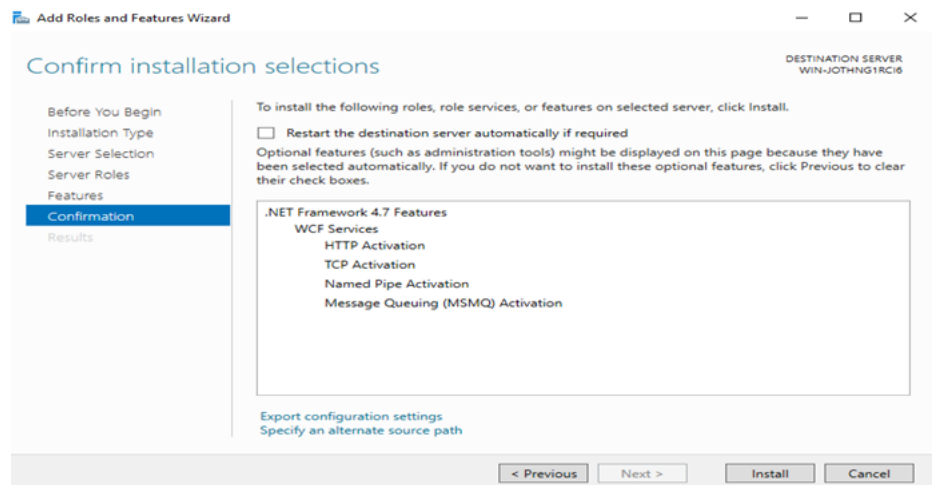 Add Roles and Features Wizard
Confirm installation selections
DESTINATION SERVER
WIN-JOTHNG1RCI6
Before You Begin
Installation Type
Server Selection
Server Roles
Features
Confirmation
Results
To install the following roles, role services, or features on selected server, click Install.
Restart the destination server automatically if required
Optional features (such as administration tools) might be displayed on this page because they have
been selected automatically. If you do not want to install these optional features, click Previous to clear
their check boxes.
.NET Framework 4.7 Features
WCF Services
HTTP Activation
TCP Activation
Named Pipe Activation
Message Queuing (MSMQ) Activation
Export configuration settings
Specify an alternate source path
< Previous
Next >
Install
Cancel